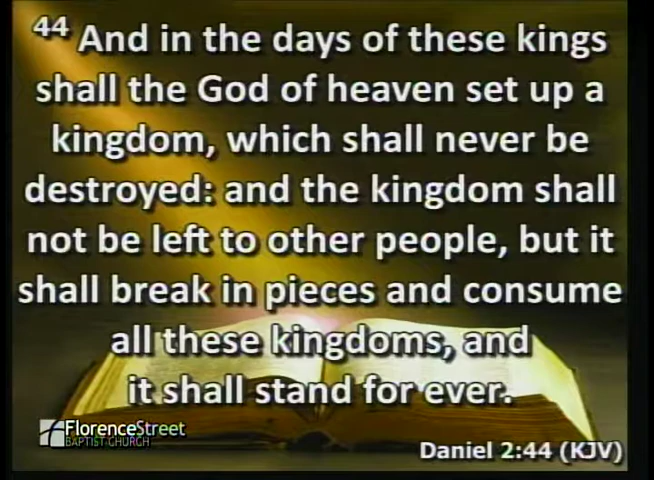 44 And in the days of these kings
shall the God of heaven set up a
kingdom, which shall never be
destroyed: and the kingdom shall
not be left to other people, but it
shall break in pieces and consume
all these kingdoms, and
it shall stand for ever.
FlorenceStreet
BAPTIST CHURCH
Daniel 2:44 (KJV)